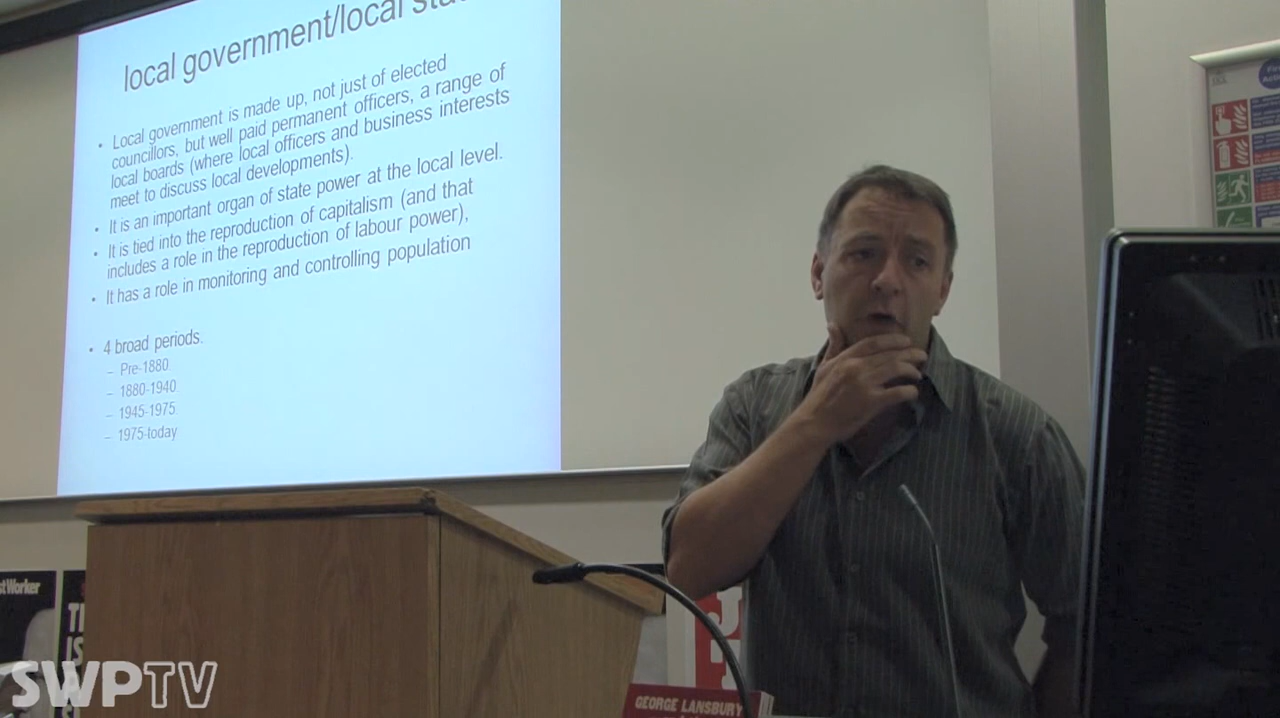 local government/local
• Local government is made up, not just of elected
councillors, but well paid permanent officers, a range of
local boards (where local officers and business interests
meet to discuss local developments).
• It is an important organ of state power at the local level.
• It is tied into the reproduction of capitalism (and that
includes a role in the reproduction of labour power),
• It has a role in monitoring and controlling population
• 4 broad periods.
– Pre-1880
– 1880-1940
– 1945-1975
– 1975-today
stWorker
IS
SWPTV
GEORGE LANSBURY